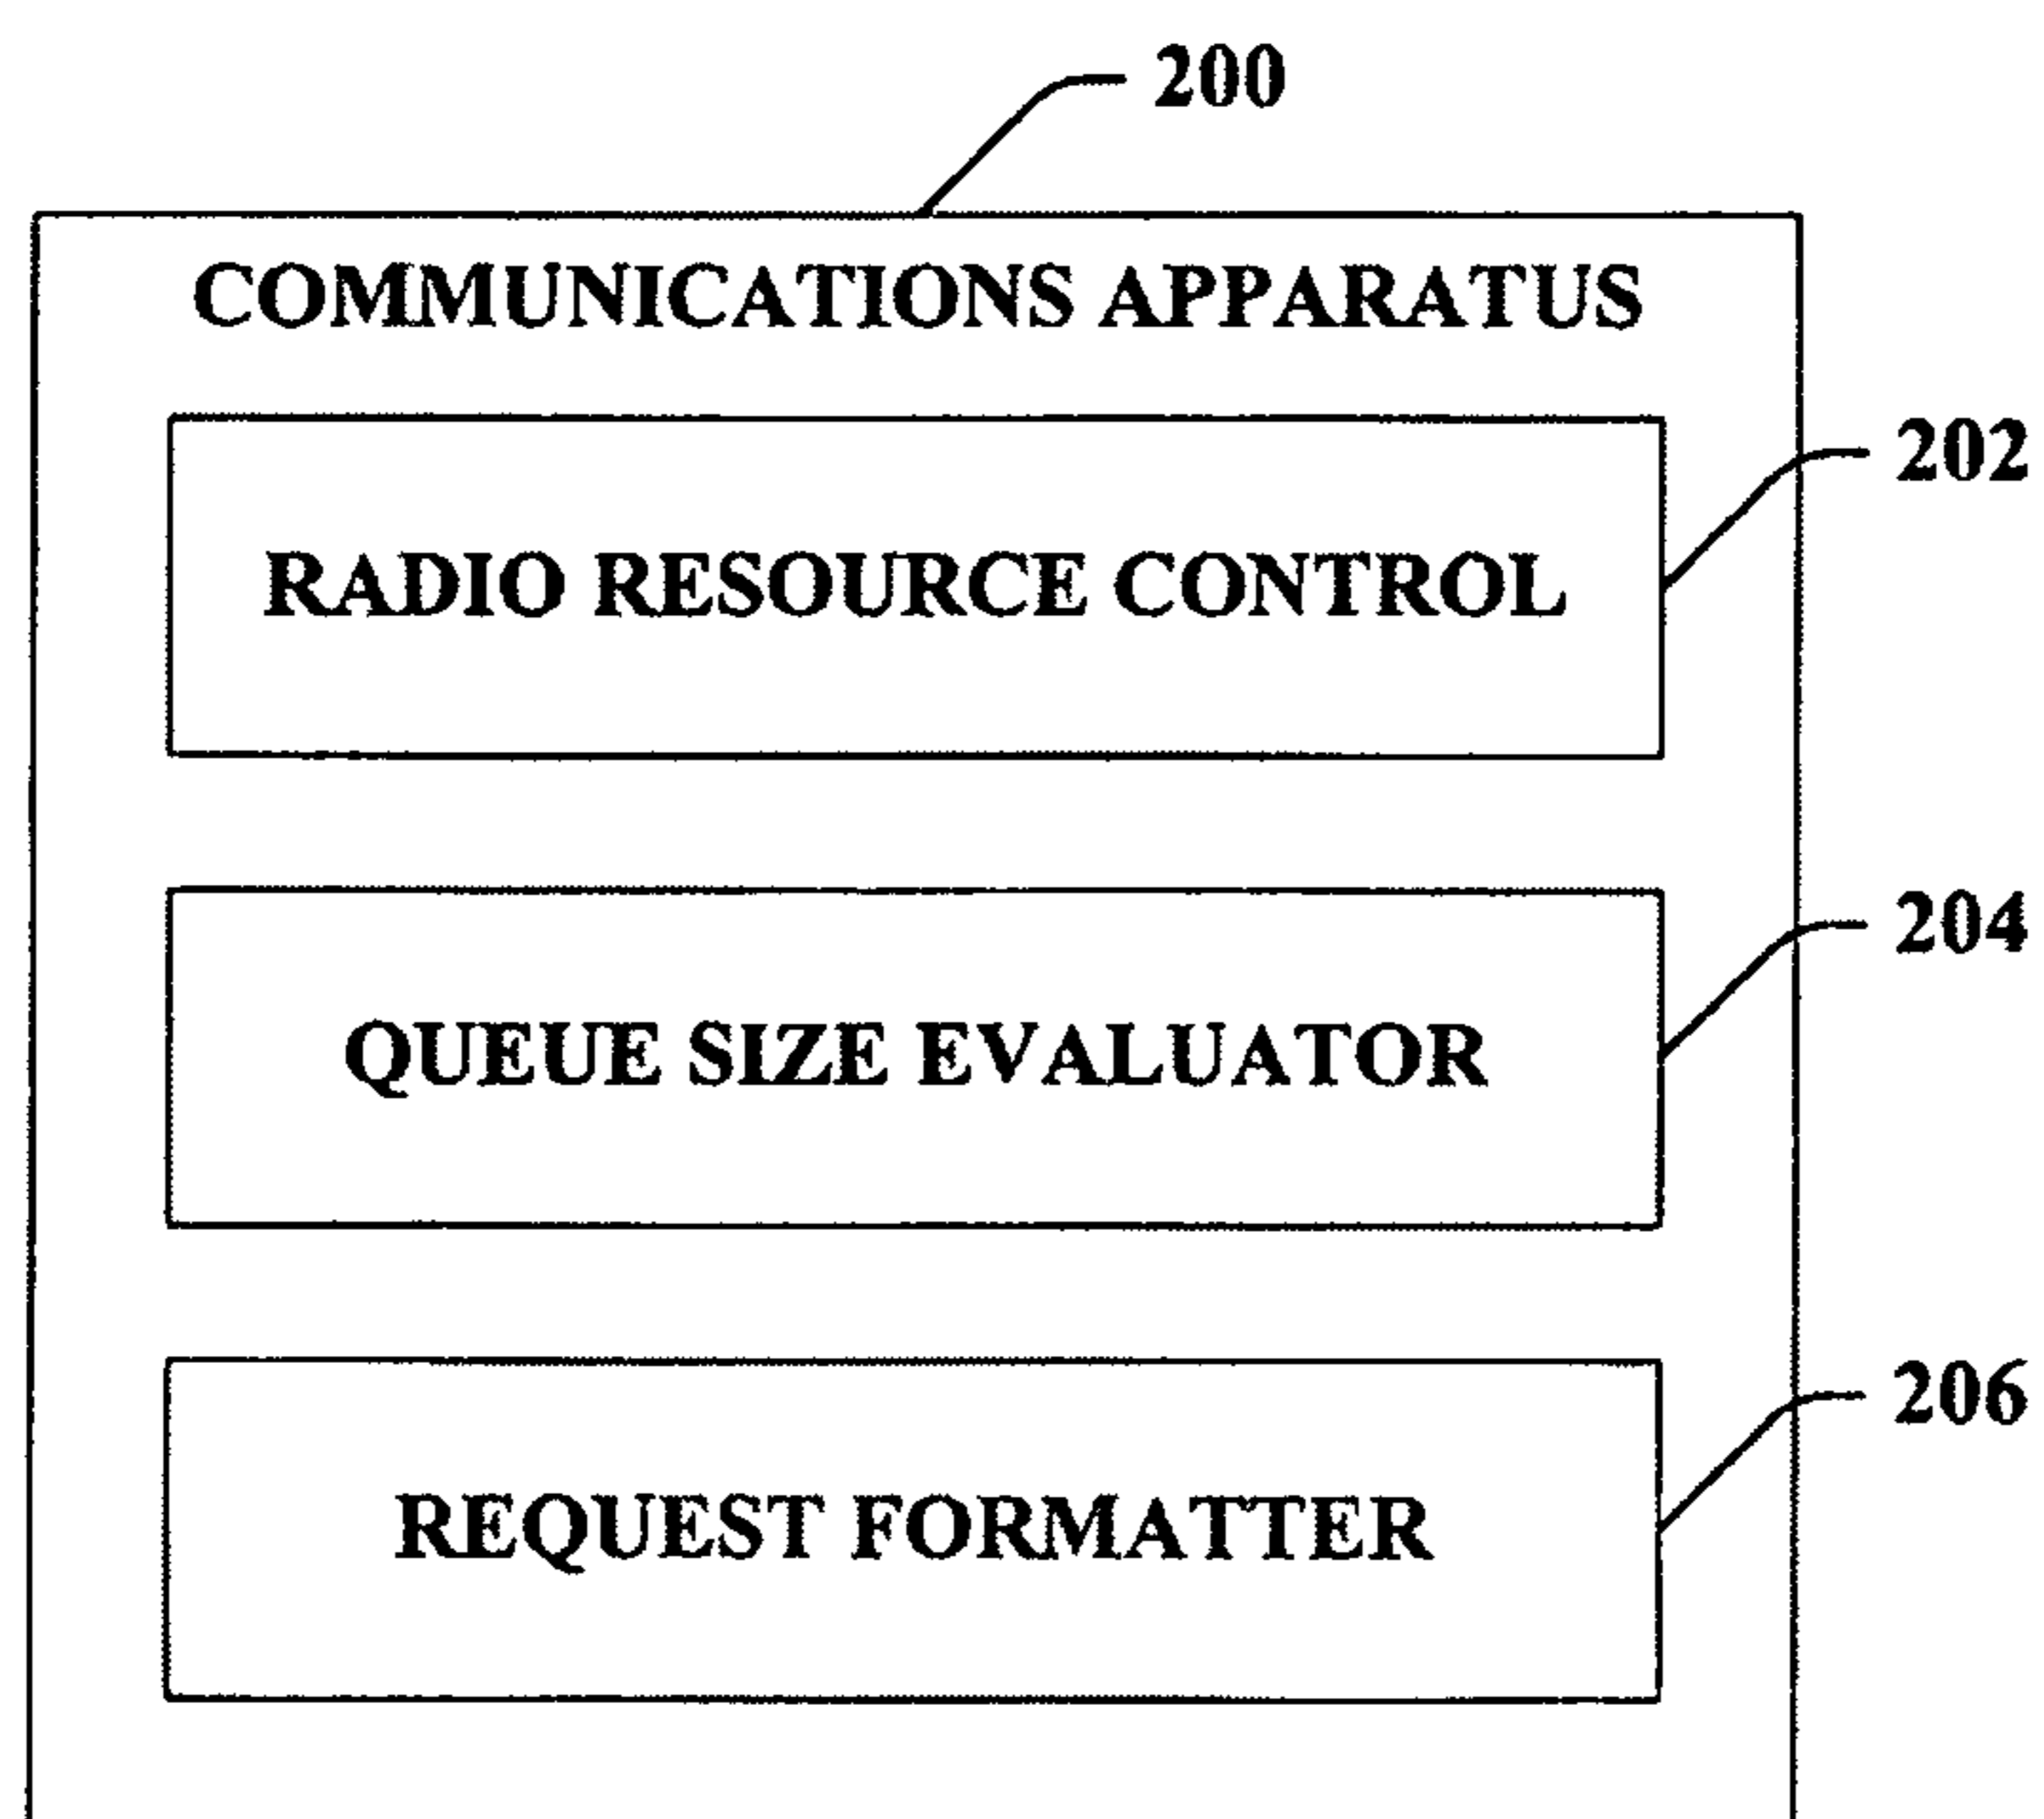 200
COMMUNICATIONS APPARATUS
202
RADIO RESOURCE CONTROL
204
QUEUE SIZE EVALUATOR
206
REQUEST FORMATTER